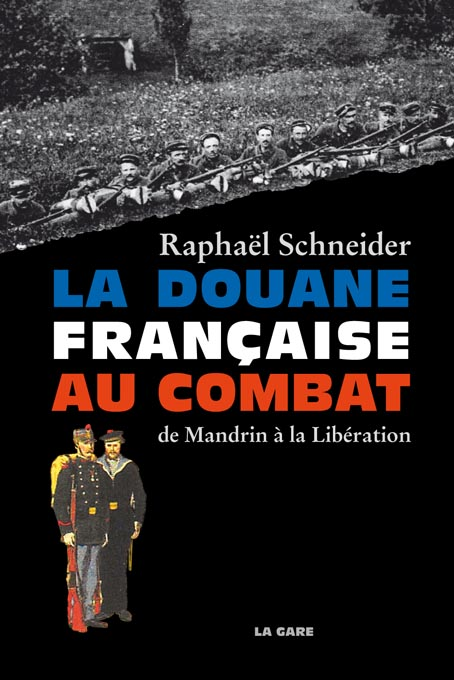 Raphaël Schneider
LA DOUANE
FRANÇAISE
AU COMBAT
de Mandrin à la Libération
LA GARE